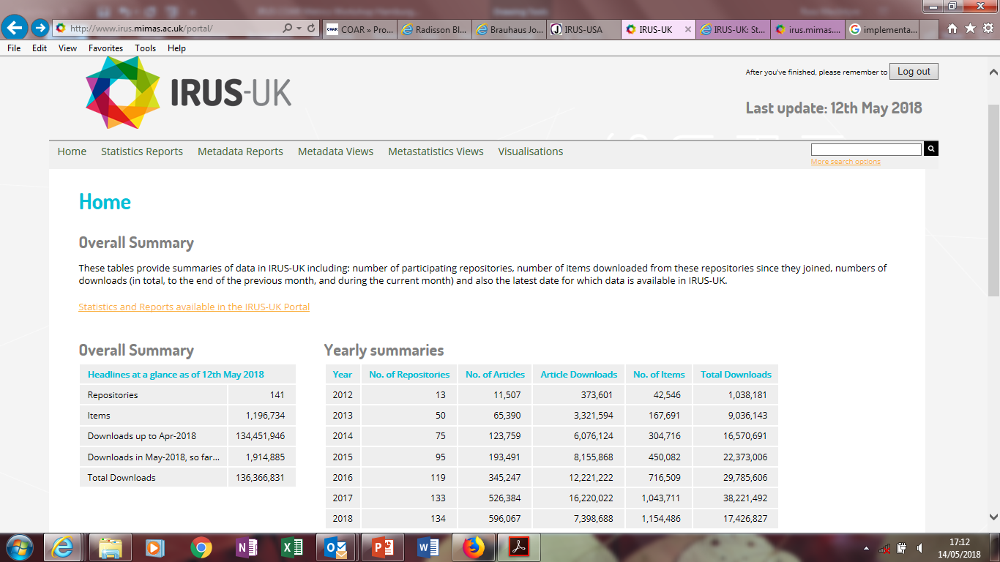 http://www.irus.mimas.ac.uk/portal/
COAR » Pro...
Radisson Bl...
Brauhaus Jo...
IRUS-USA
IRUS-UK
IRUS-UK: St...
irus.mimas....
implementa...
File Edit View Favorites Tools Help
IRUS-UK
After you've finished, please remember to Log out
Last update: 12th May 2018
Home Statistics Reports Metadata Reports Metadata Views Metastatistics Views Visualisations
More search options
Home
Overall Summary
These tables provide summaries of data in IRUS-UK including: number of participating repositories, number of items downloaded from these repositories since they joined, numbers of
downloads (in total, to the end of the previous month, and during the current month) and also the latest date for which data is available in IRUS-UK.
Statistics and Reports available in the IRUS-UK Portal
Overall Summary
Headlines at a glance as of 12th May 2018
Repositories 141
Items 1,196,734
Downloads up to Apr-2018 134,451,946
Downloads in May-2018, so far... 1,914,885
Total Downloads 136,366,831
Yearly summaries
Year No. of Repositories No. of Articles Article Downloads No. of Items Total Downloads
2012 13 11,507 373,601 42,546 1,038,181
2013 50 65,390 3,321,594 167,691 9,036,143
2014 75 123,759 6,076,124 304,716 16,570,691
2015 95 193,491 8,155,868 450,082 22,373,006
2016 119 345,247 12,221,222 716,509 29,785,606
2017 133 526,384 16,220,022 1,043,711 38,221,492
2018 134 596,067 7,398,688 1,154,486 17,426,827
17:12
14/05/2018